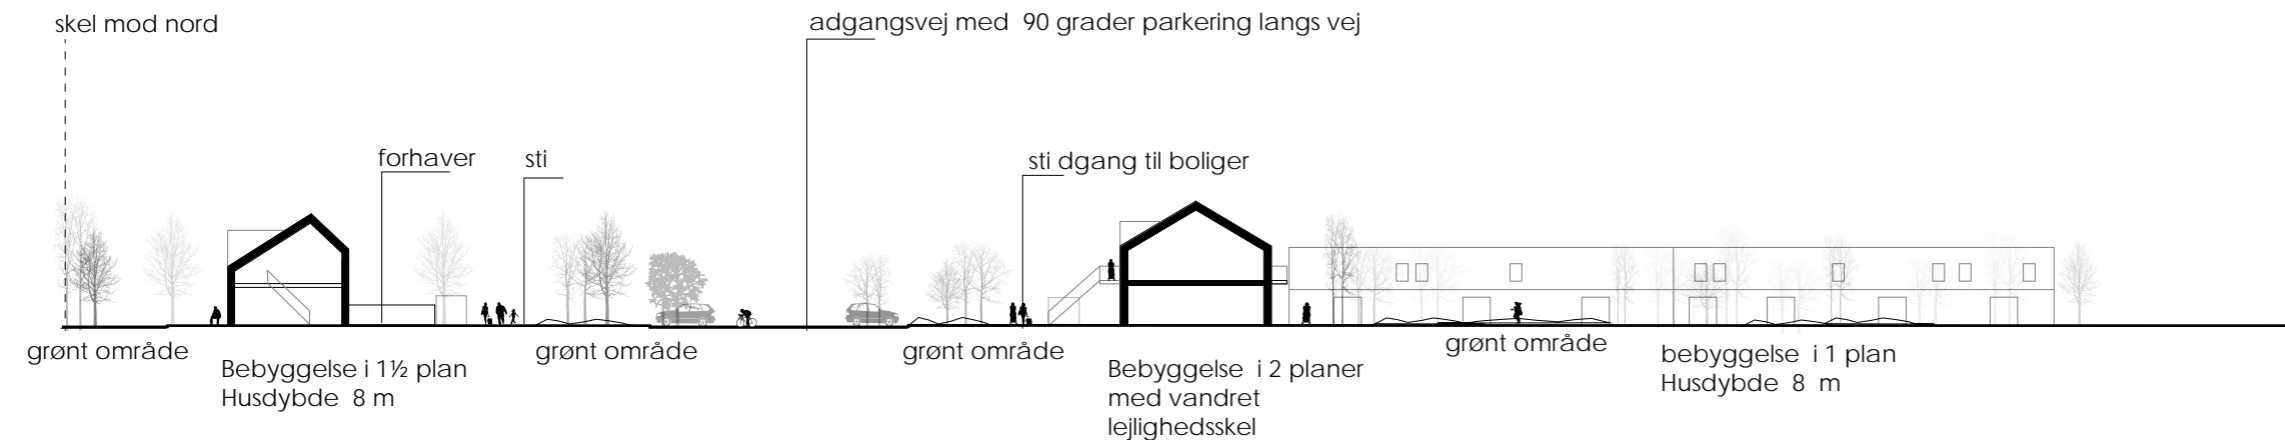 skel mod nord
adgangsvej med 90 grader parkering langs vej
forhaver
sti
sti dgang til boliger
grønt område
Bebyggelse i 1½ plan
Husdybde 8 m
grønt område
grønt område
Bebyggelse i 2 planer
med vandret
lejlighedsskel
grønt område
bebyggelse i 1 plan
Husdybde 8 m